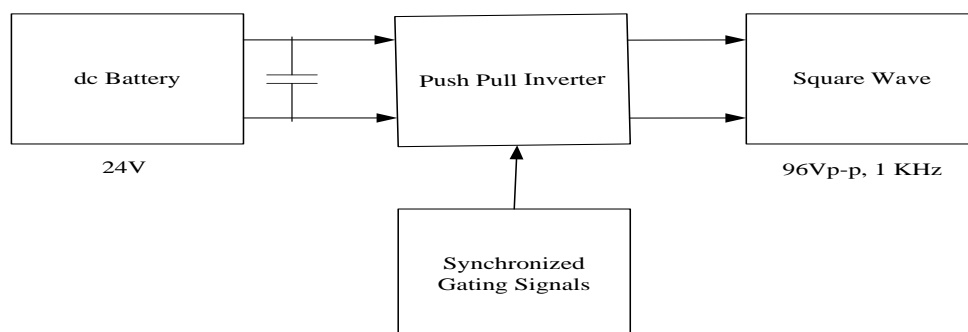 dc Battery
Push Pull Inverter
Square Wave
24V
96Vp-p, 1 KHz
Synchronized
Gating Signals